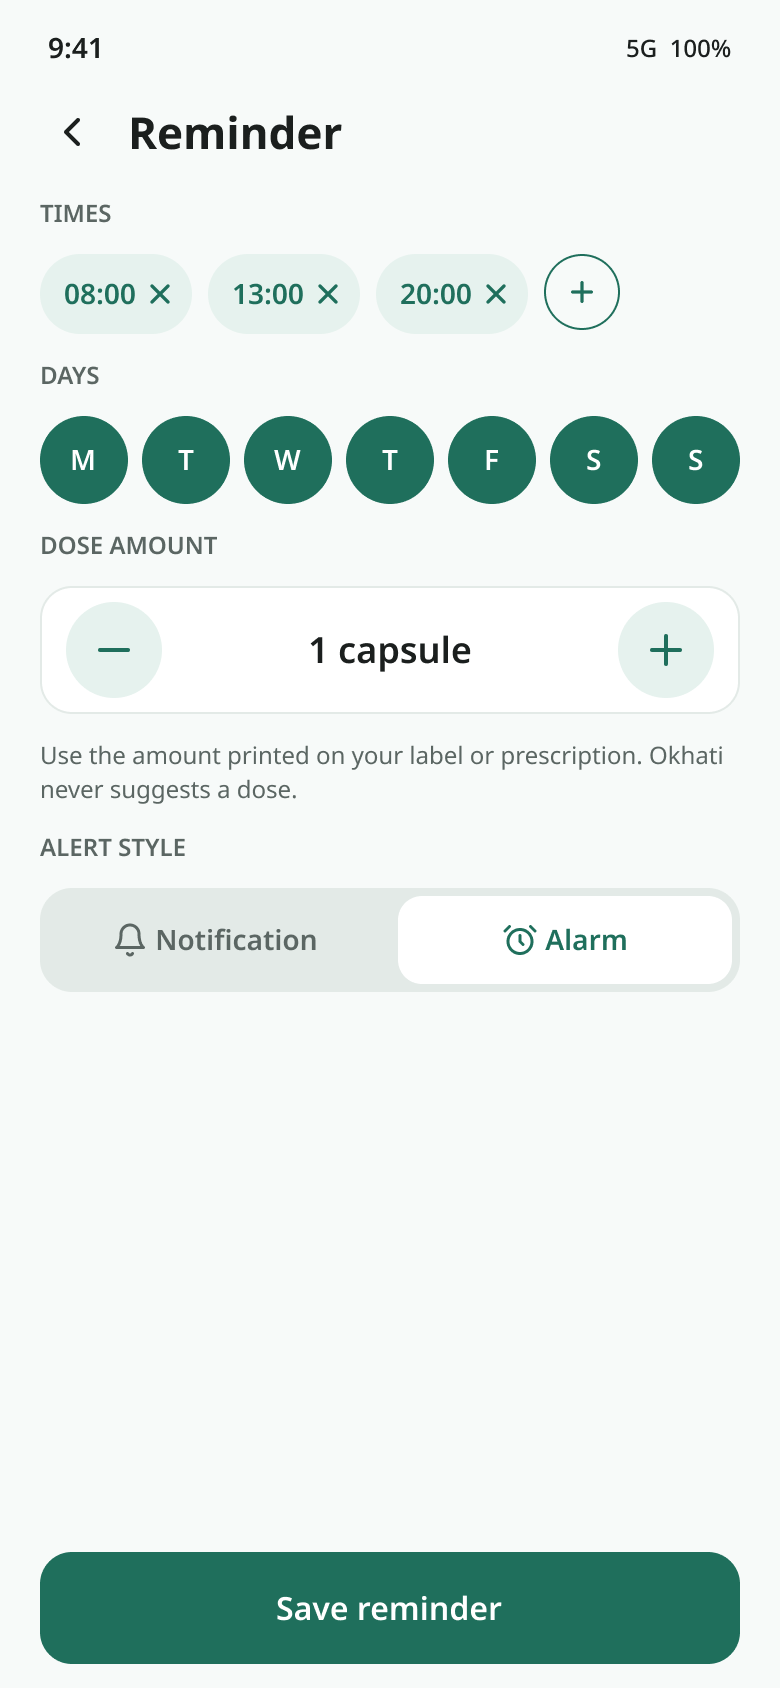 9:41
5G 100%
Reminder
TIMES
08:00
13:00
20:00
DAYS
M T W T F S S
DOSE AMOUNT
1 capsule
Use the amount printed on your label or prescription. Okhati
never suggests a dose.
ALERT STYLE
Notification
Alarm
Save reminder